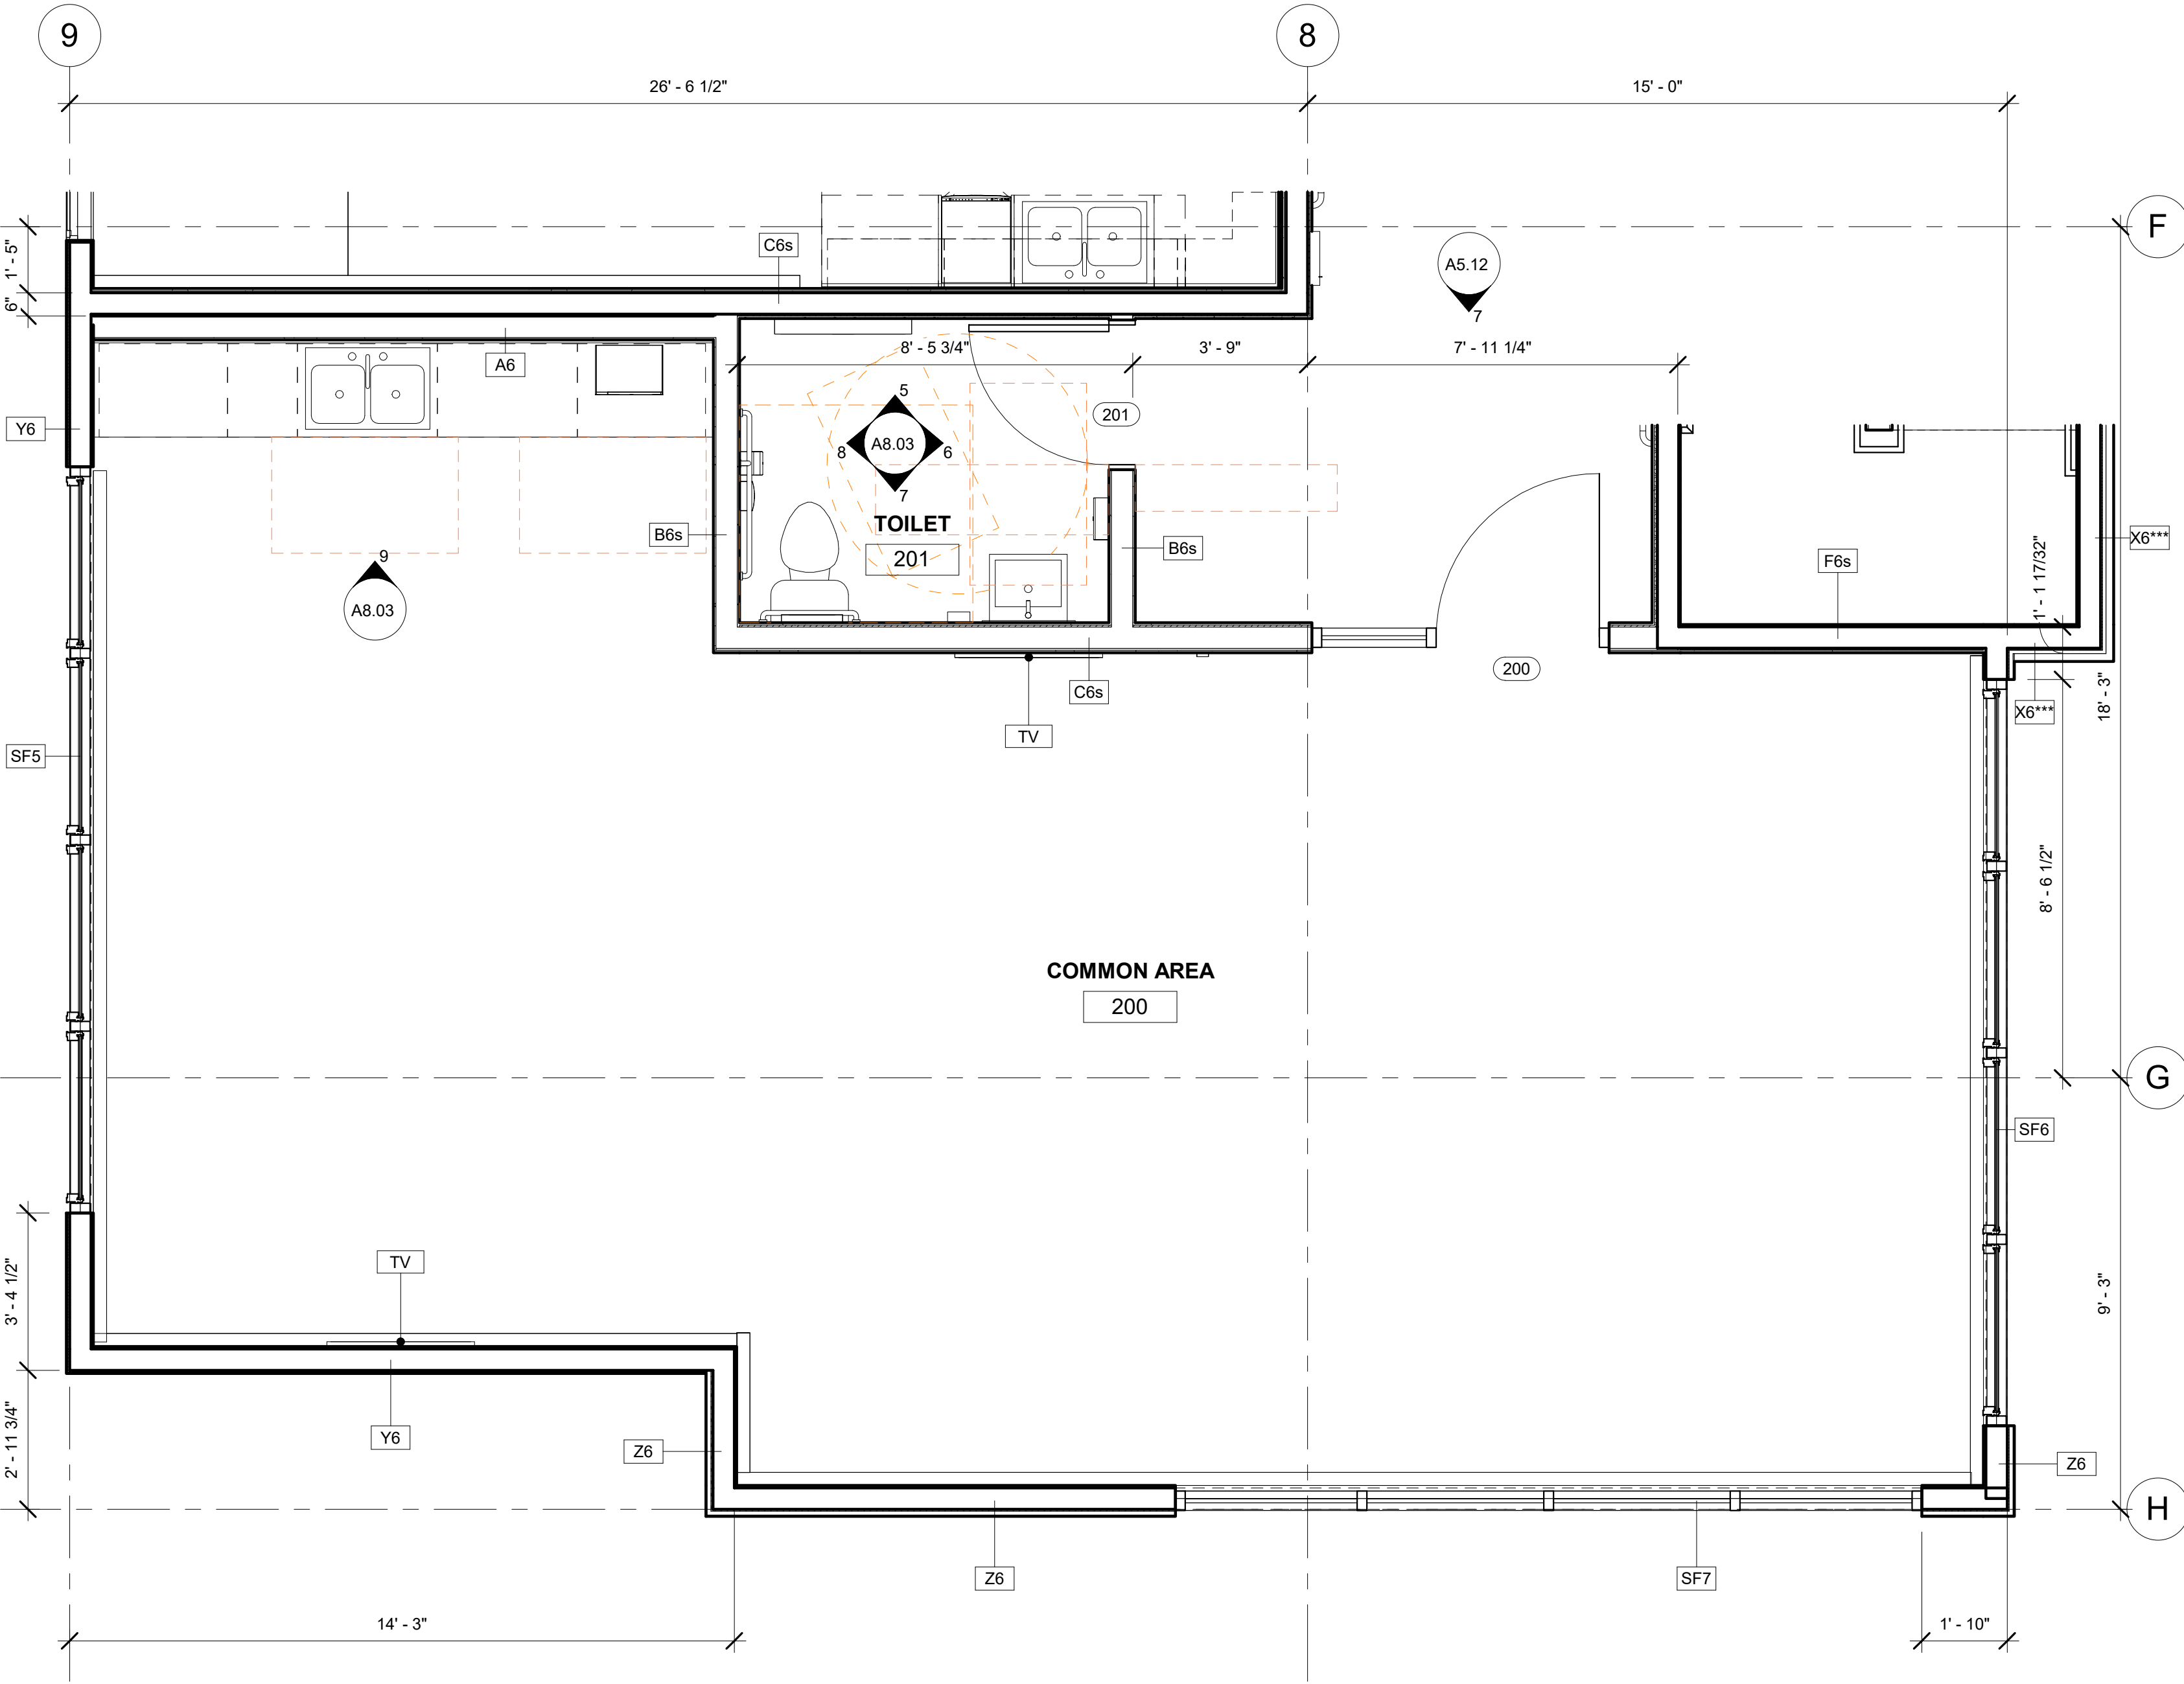 9
8
26' - 6 1/2"
15' - 0"
F
1' - 5"
6"
C6s
A5.12
7
8' - 5 3/4"
3' - 9"
7' - 11 1/4"
A6
5
201
Y6
A8.03
8
6
7
TOILET
201
B6s
B6s
X6***
F6s
1' - 1 17/32"
9
A8.03
200
C6s
X6***
18' - 3"
TV
SF5
8' - 6 1/2"
COMMON AREA
200
G
SF6
3' - 4 1/2"
TV
9' - 3"
2' - 11 3/4"
Y6
Z6
Z6
H
Z6
SF7
14' - 3"
1' - 10"